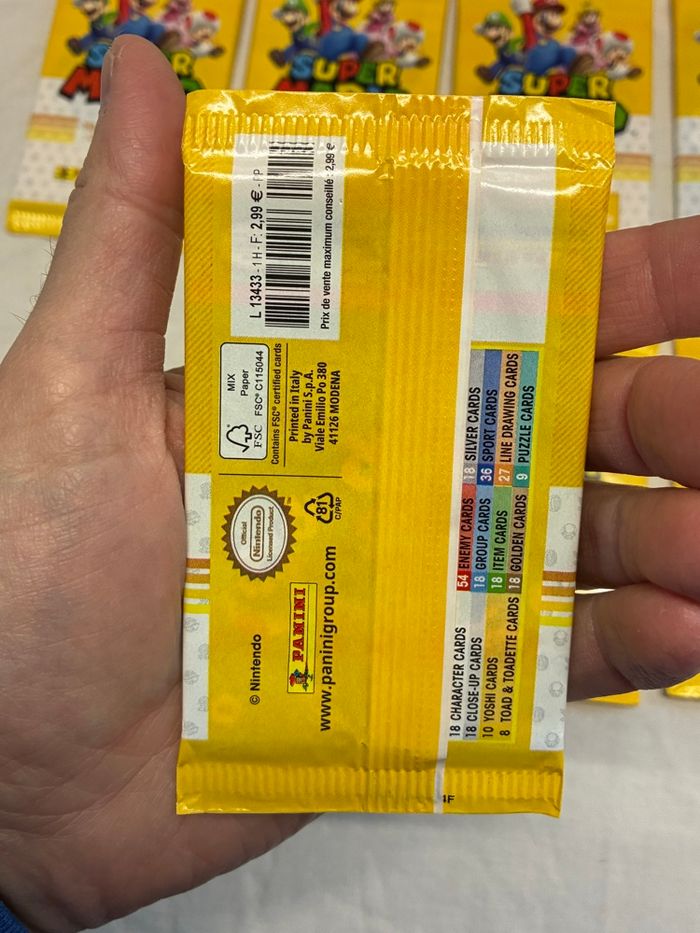 SUPER
SUPER
SUPER
L 13433 - 1 H - F: 2,99 € - PP
Prix de vente maximum conseillé : 2,99 €
MIX
Paper
FSC
FSC® C115044
Contains FSC® certified cards
Printed in Italy
by Panini S.p.A.
Viale Emilio Po 380
41126 MODENA
Official
Nintendo
Licensed Product
81
C/PAP
© Nintendo
PANINI
www.paninigroup.com
18 CHARACTER CARDS
18 CLOSE-UP CARDS
10 YOSHI CARDS
8 TOAD & TOADETTE CARDS
54 ENEMY CARDS
18 GROUP CARDS
18 ITEM CARDS
18 GOLDEN CARDS
18 SILVER CARDS
36 SPORT CARDS
27 LINE DRAWING CARDS
9 PUZZLE CARDS